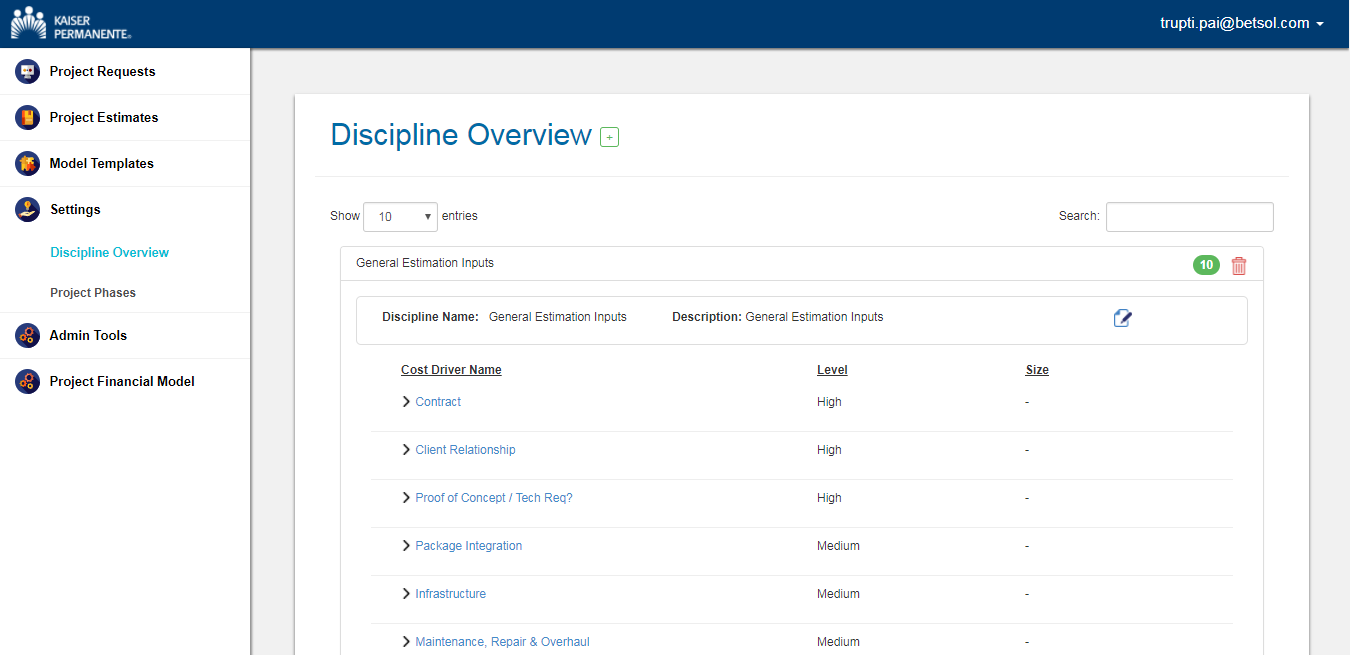 KAISER
PERMANENTE®
trupti.pai@betsol.com
Project Requests
Project Estimates
Model Templates
Settings
Discipline Overview
Project Phases
Admin Tools
Project Financial Model
Discipline Overview +
Show 10 entries
Search:
General Estimation Inputs 10
Discipline Name: General Estimation Inputs Description: General Estimation Inputs
Cost Driver Name Level Size
Contract High -
Client Relationship High -
Proof of Concept / Tech Req? High -
Package Integration Medium -
Infrastructure Medium -
Maintenance, Repair & Overhaul Medium -